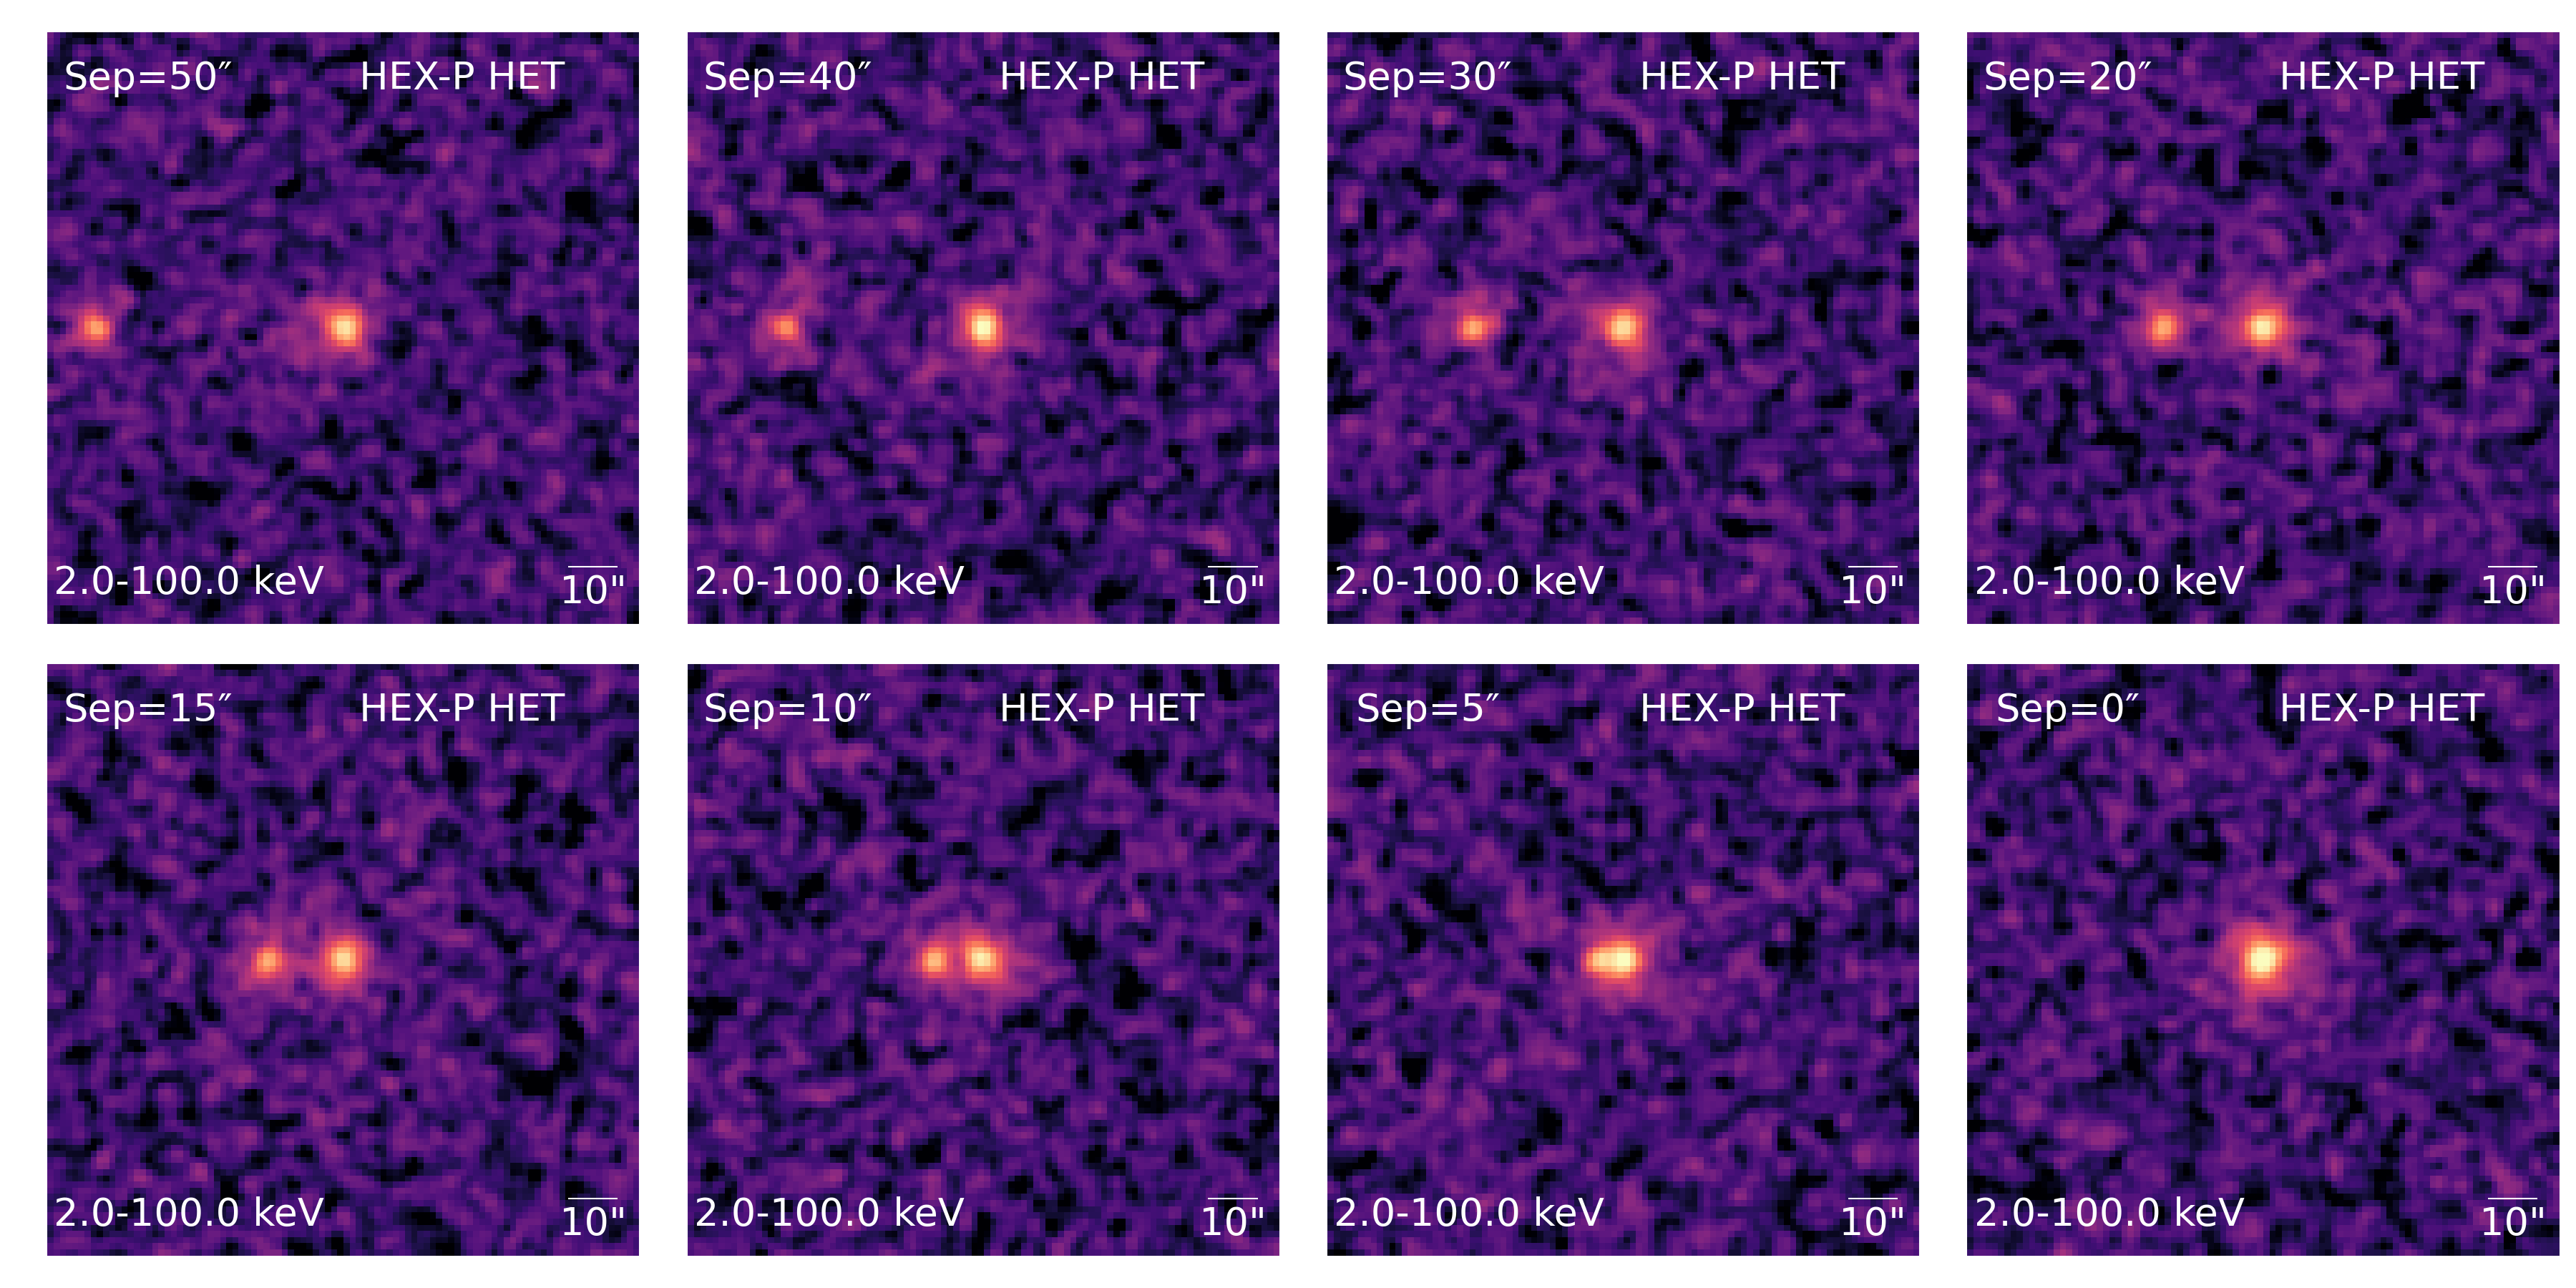 Sep=50″ HEX-P HET
2.0-100.0 keV 10"
Sep=40″ HEX-P HET
2.0-100.0 keV 10"
Sep=30″ HEX-P HET
2.0-100.0 keV 10"
Sep=20″ HEX-P HET
2.0-100.0 keV 10"
Sep=15″ HEX-P HET
2.0-100.0 keV 10"
Sep=10″ HEX-P HET
2.0-100.0 keV 10"
Sep=5″ HEX-P HET
2.0-100.0 keV 10"
Sep=0″ HEX-P HET
2.0-100.0 keV 10"